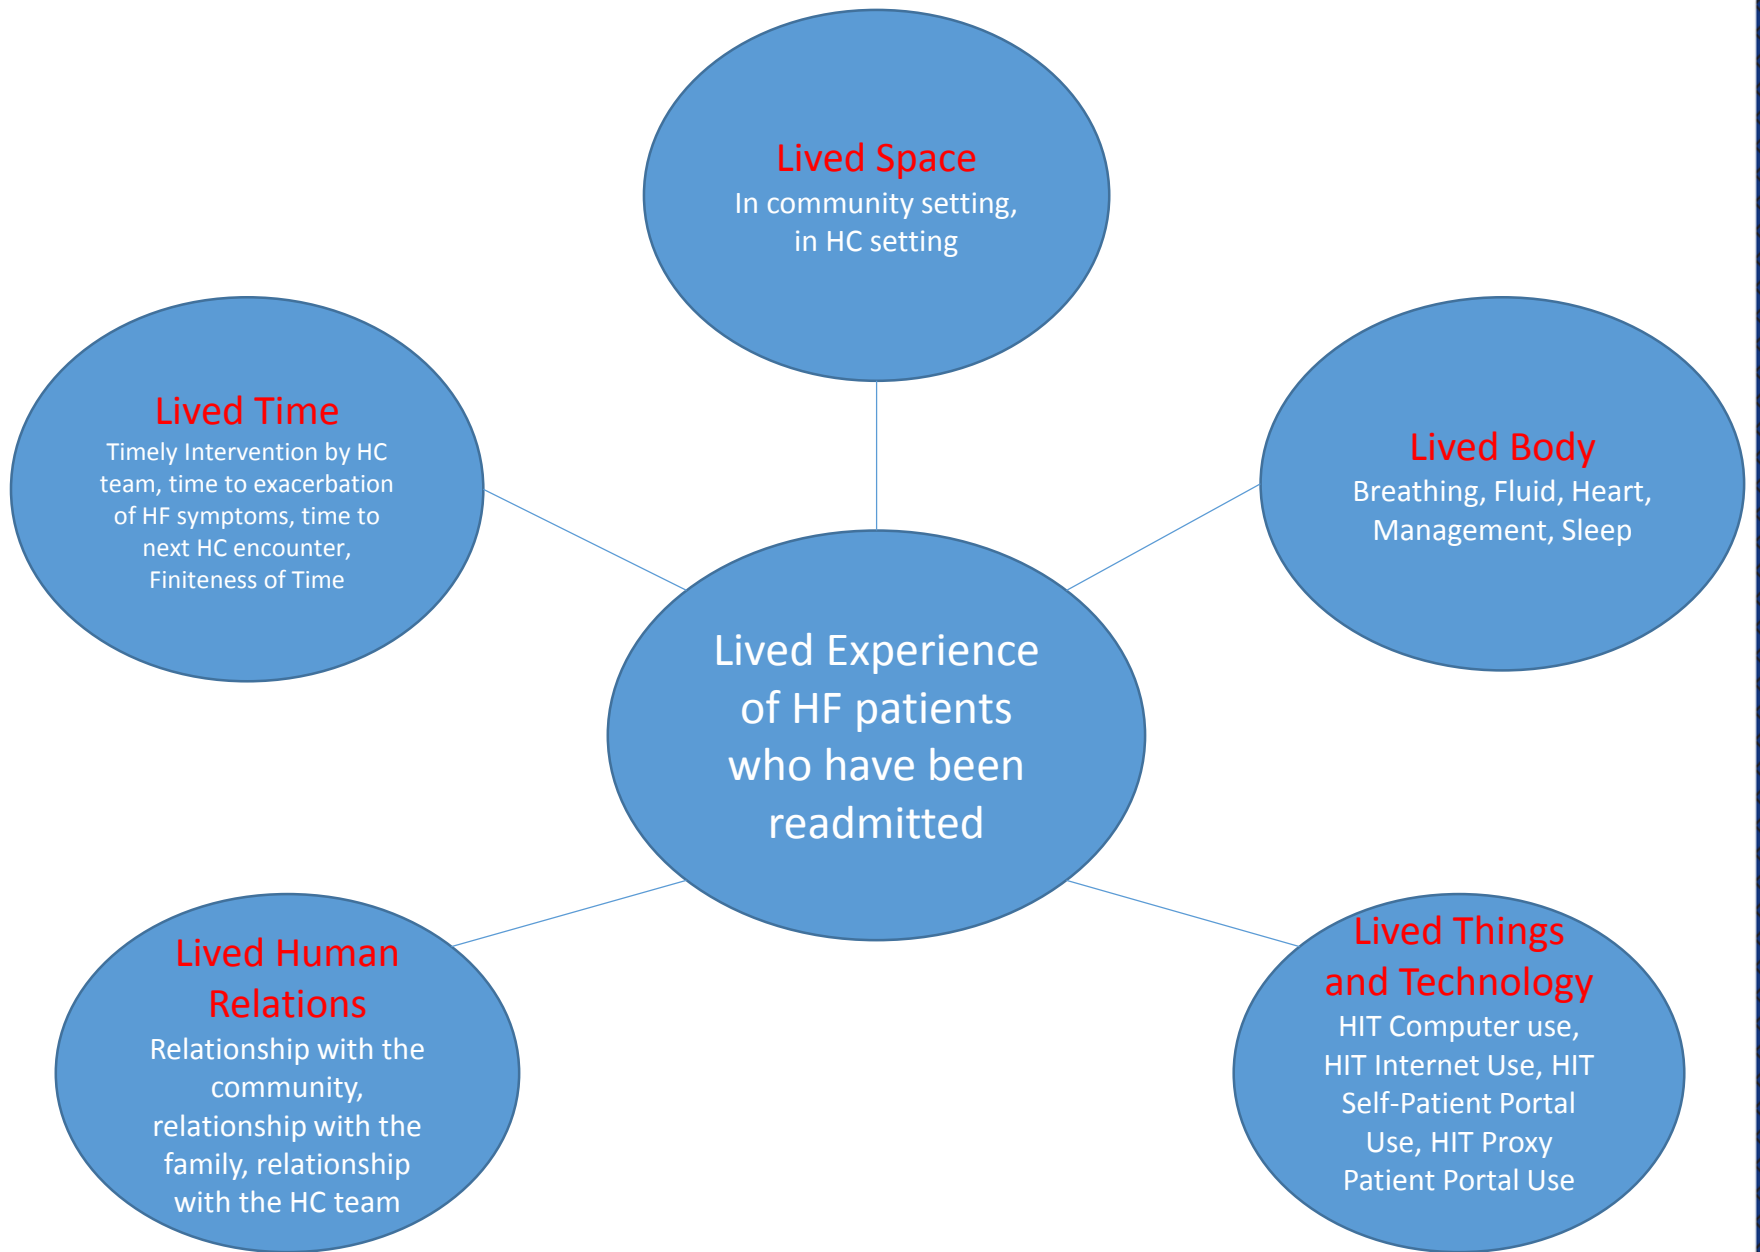 Lived Space
In community setting,
in HC setting
Lived Time
Timely Intervention by HC
team, time to exacerbation
of HF symptoms, time to
next HC encounter,
Finiteness of Time
Lived Body
Breathing, Fluid, Heart,
Management, Sleep
Lived Experience
of HF patients
who have been
readmitted
Lived Human
Relations
Relationship with the
community,
relationship with the
family, relationship
with the HC team
Lived Things
and Technology
HIT Computer use,
HIT Internet Use, HIT
Self-Patient Portal
Use, HIT Proxy
Patient Portal Use